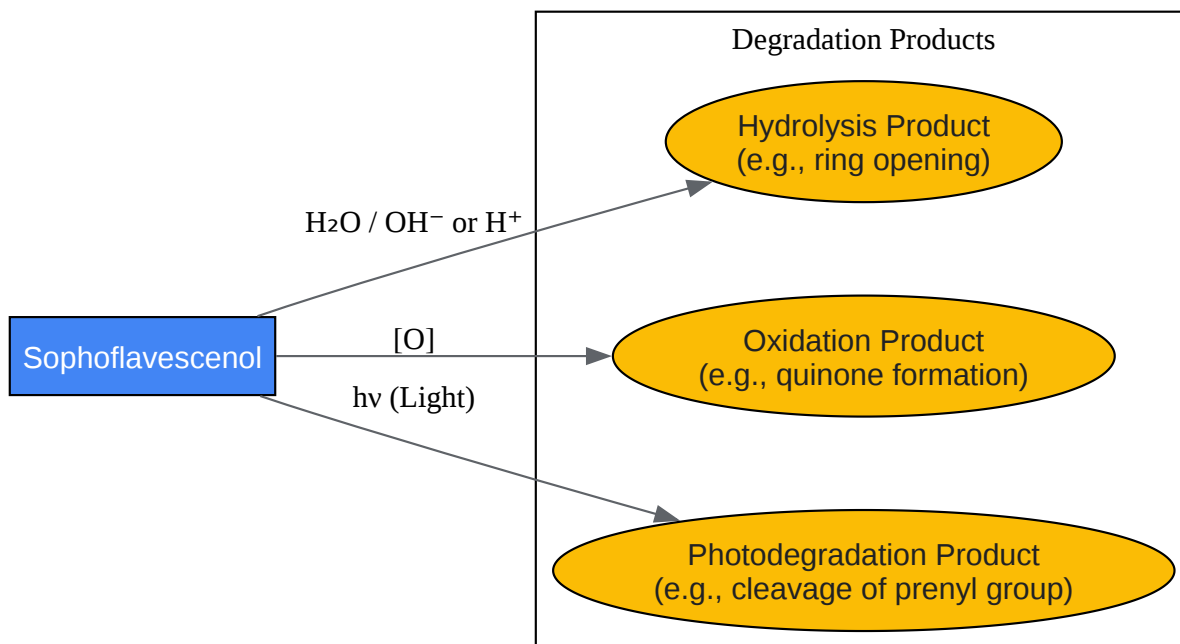 Degradation Products
Hydrolysis Product
(e.g., ring opening)
H₂O / OH⁻ or H⁺
Sophoflavescenol
[O]
Oxidation Product
(e.g., quinone formation)
hν (Light)
Photodegradation Product
(e.g., cleavage of prenyl group)